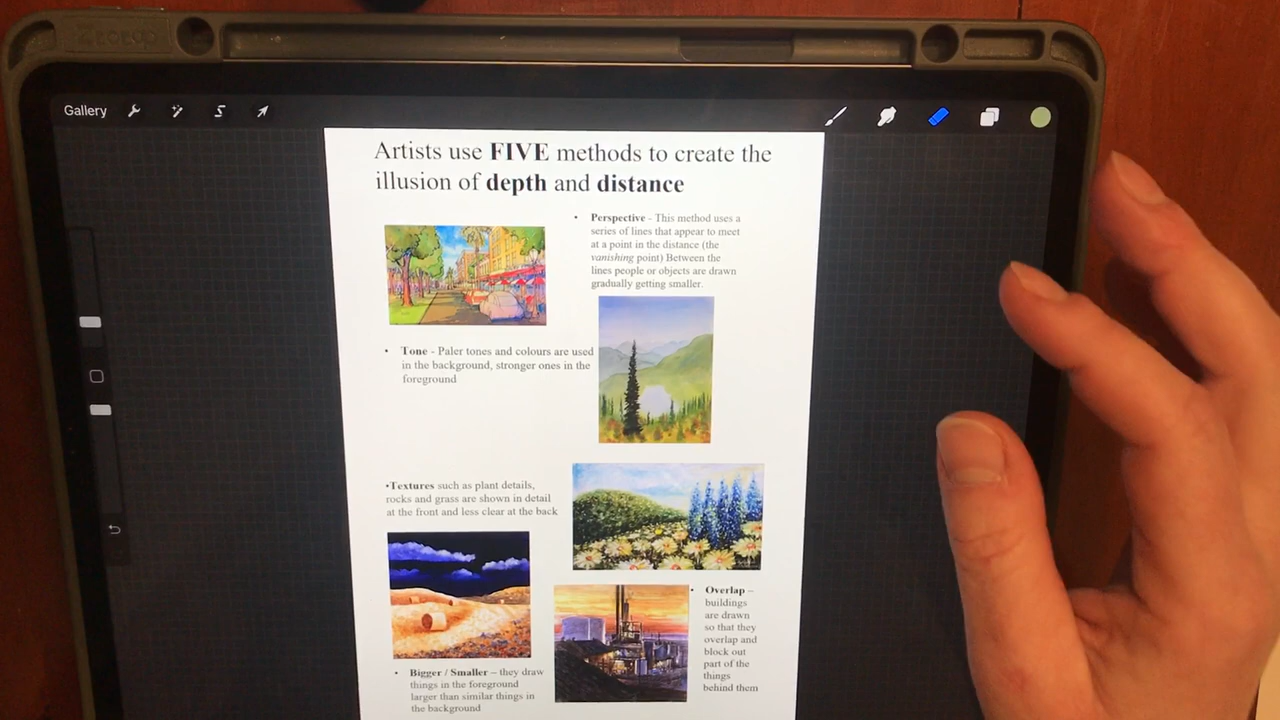 Gallery
Artists use FIVE methods to create the
illusion of depth and distance
• Perspective - This method uses a
series of lines that appear to meet
at a point in the distance (the
vanishing point) Between the
lines people or objects are drawn
gradually getting smaller.
• Tone - Paler tones and colours are used
in the background, stronger ones in the
foreground
•Textures such as plant details,
rocks and grass are shown in detail
at the front and less clear at the back
• Overlap –
buildings
are drawn
so that they
overlap and
block out
part of the
things
behind them
• Bigger / Smaller – they draw
things in the foreground
larger than similar things in
the background